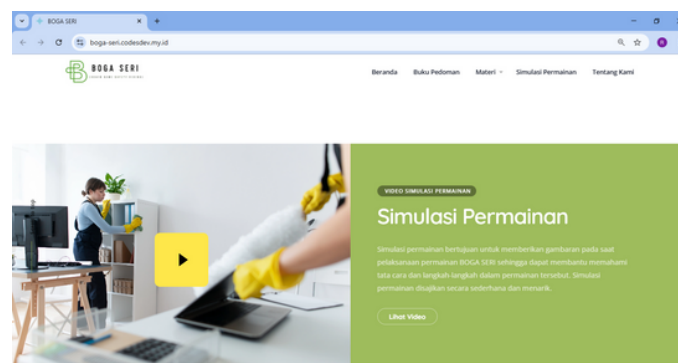 BOGA SERI
boga-seri.codesdev.my.id
BOGA SERI
Beranda Buku Pedoman Materi Simulasi Permainan Tentang Kami
VIDEO SIMULASI PERMAINAN
Simulasi Permainan
Simulasi permainan bertujuan untuk memberikan gambaran pada saat
pelaksanaan permainan BOGA SERI sehingga dapat membantu memahami
tata cara dan langkah-langkah dalam permainan tersebut. Simulasi
permainan disajikan secara sederhana dan menarik.
Lihat Video